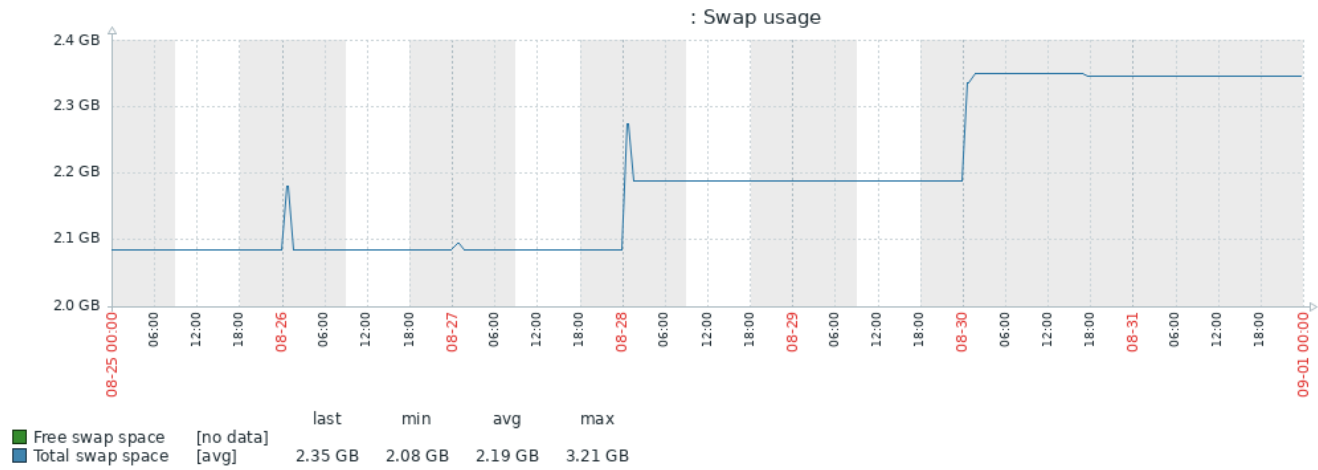 : Swap usage
2.4 GB
2.3 GB
2.2 GB
2.1 GB
2.0 GB
08-25 00:00 06:00 12:00 18:00 08-26 06:00 12:00 18:00 08-27 06:00 12:00 18:00 08-28 06:00 12:00 18:00 08-29 06:00 12:00 18:00 08-30 06:00 12:00 18:00 08-31 06:00 12:00 18:00 09-01 00:00
last min avg max
Free swap space [no data]
Total swap space [avg] 2.35 GB 2.08 GB 2.19 GB 3.21 GB